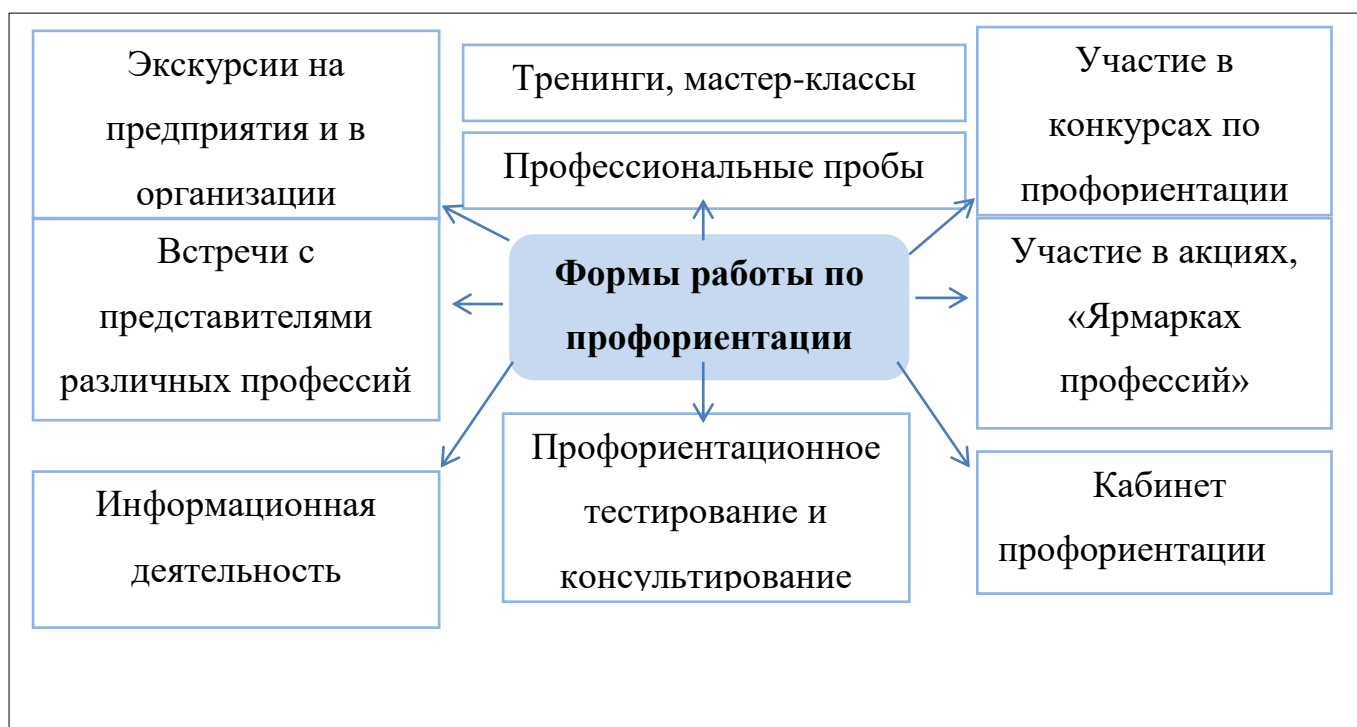 Экскурсии на
предприятия и в
организации
Тренинги, мастер-классы
Профессиональные пробы
Участие в
конкурсах по
профориентации
Встречи с
представителями
различных профессий
Формы работы по
профориентации
Участие в акциях,
«Ярмарках
профессий»
Информационная
деятельность
Профориентационное
тестирование и
консультирование
Кабинет
профориентации